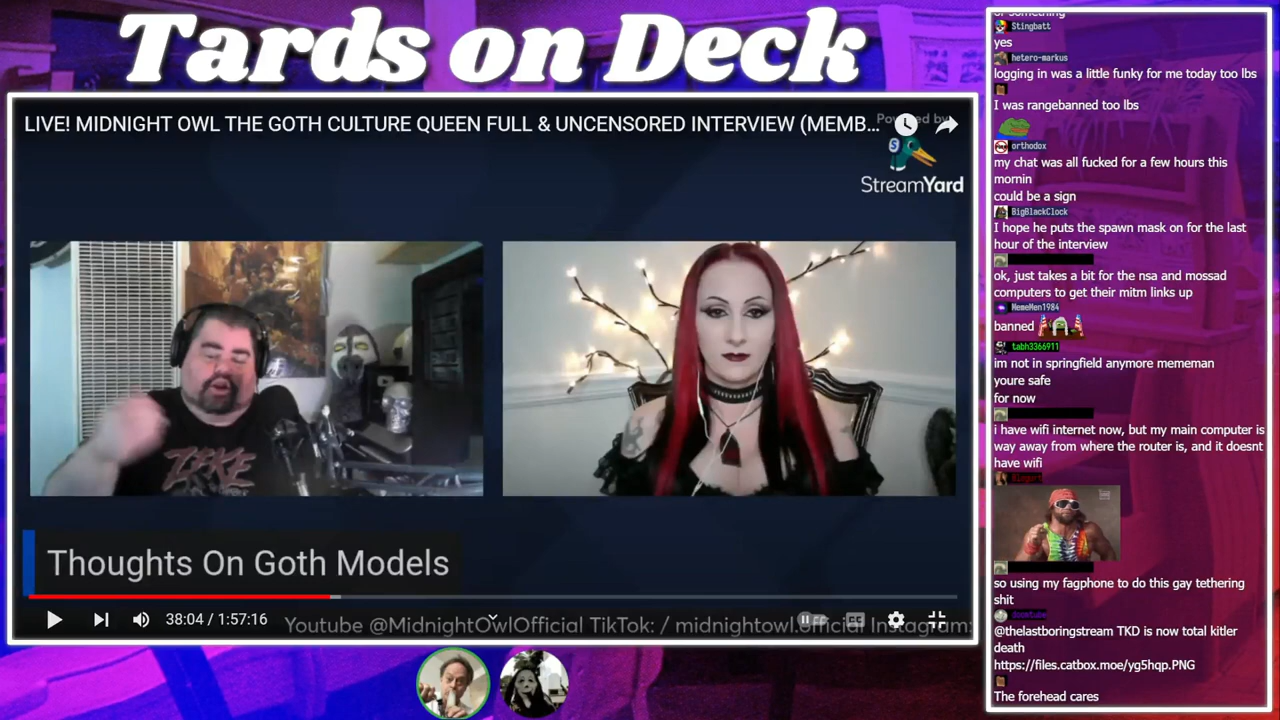 Tards on Deck
LIVE! MIDNIGHT OWL THE GOTH CULTURE QUEEN FULL & UNCENSORED INTERVIEW (MEMB...
Powered by
StreamYard
Thoughts On Goth Models
38:04 / 1:57:16
Youtube @MidnightOwlOfficial TikTok: / midnightowl.official Instagram:
or something
Stingbatt
yes
hetero-markus
logging in was a little funky for me today too lbs
I was rangebanned too lbs
orthodox
my chat was all fucked for a few hours this
mornin
could be a sign
BigBlackClock
I hope he puts the spawn mask on for the last
hour of the interview
ok, just takes a bit for the nsa and mossad
computers to get their mitm links up
MemeMen1984
banned
tabh3366911
im not in springfield anymore mememan
youre safe
for now
i have wifi internet now, but my main computer is
way away from where the router is, and it doesnt
have wifi
so using my fagphone to do this gay tethering
shit
@thelastboringstream TKD is now total kitler
death
https://files.catbox.moe/yg5hqp.PNG
The forehead cares